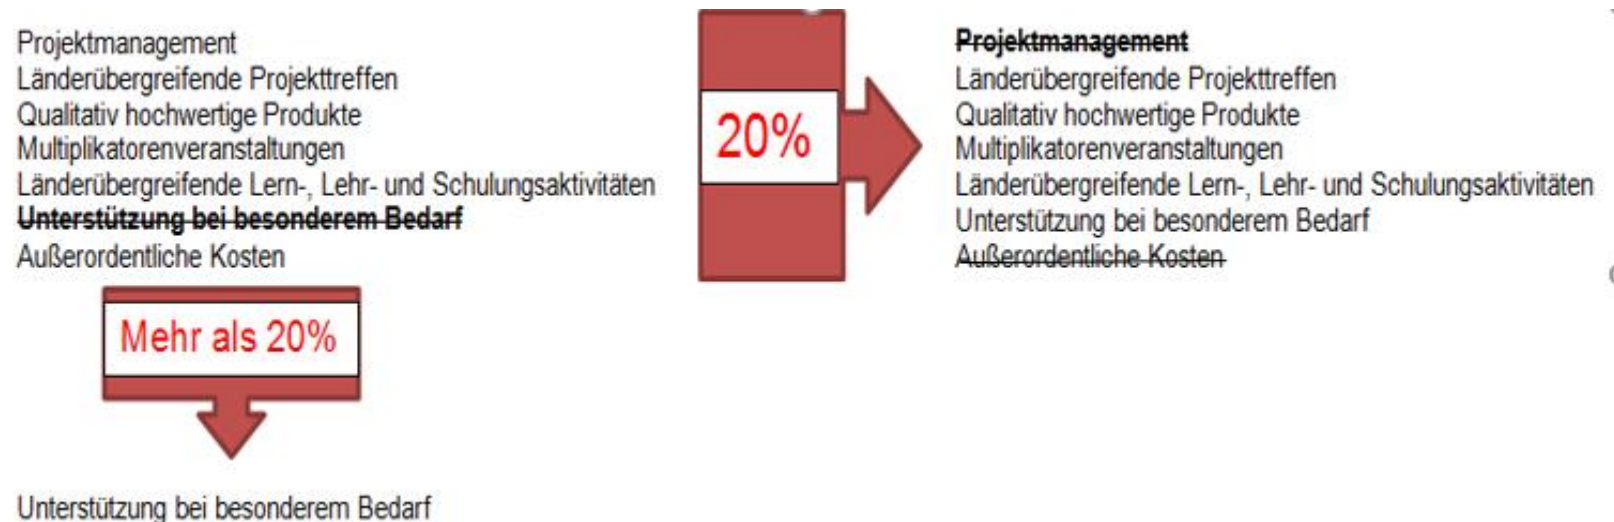 Projektmanagement
Länderübergreifende Projekttreffen
Qualitativ hochwertige Produkte
Multiplikatorenveranstaltungen
Länderübergreifende Lern-, Lehr- und Schulungsaktivitäten
Unterstützung bei besonderem Bedarf
Außerordentliche Kosten
Mehr als 20%
Unterstützung bei besonderem Bedarf
20%
Projektmanagement
Länderübergreifende Projekttreffen
Qualitativ hochwertige Produkte
Multiplikatorenveranstaltungen
Länderübergreifende Lern-, Lehr- und Schulungsaktivitäten
Unterstützung bei besonderem Bedarf
Außerordentliche Kosten